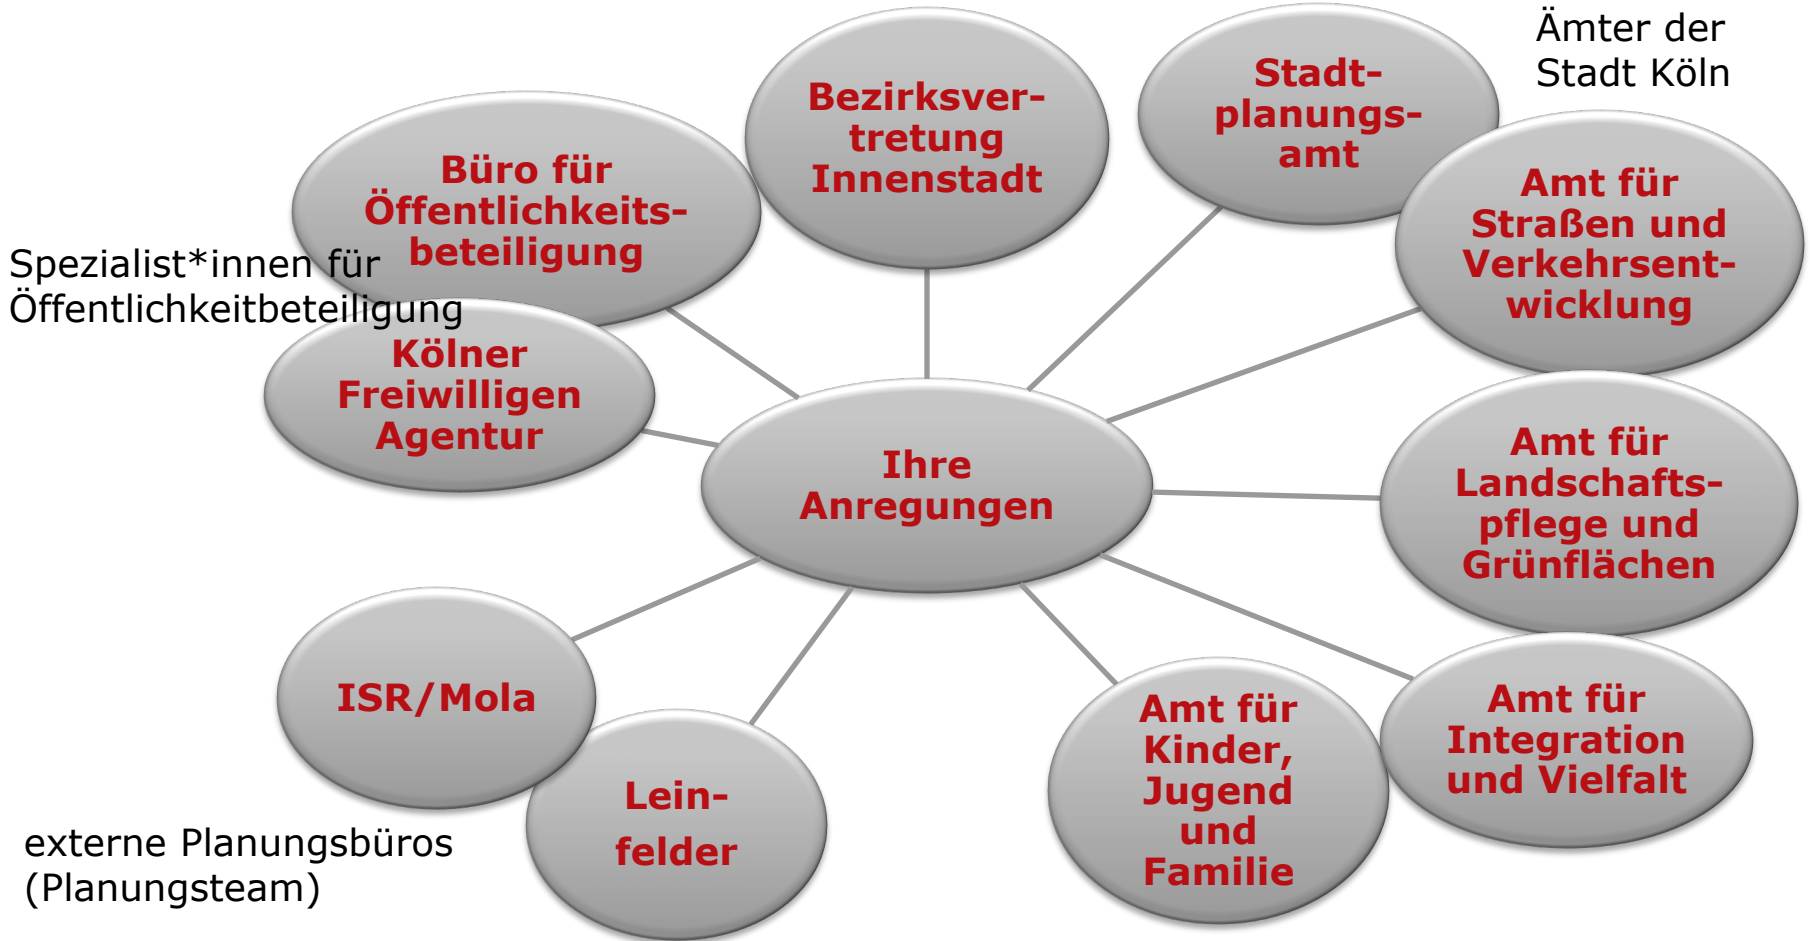 Ämter der
Stadt Köln
Bezirksver-
tretung
Innenstadt
Stadt-
planungs-
amt
Büro für
Öffentlichkeits-
beteiligung
Amt für
Straßen und
Verkehrsent-
wicklung
Spezialist*innen für
Öffentlichkeitbeteiligung
Kölner
Freiwilligen
Agentur
Ihre
Anregungen
Amt für
Landschafts-
pflege und
Grünflächen
ISR/Mola
Lein-
felder
Amt für
Kinder,
Jugend
und
Familie
Amt für
Integration
und Vielfalt
externe Planungsbüros
(Planungsteam)